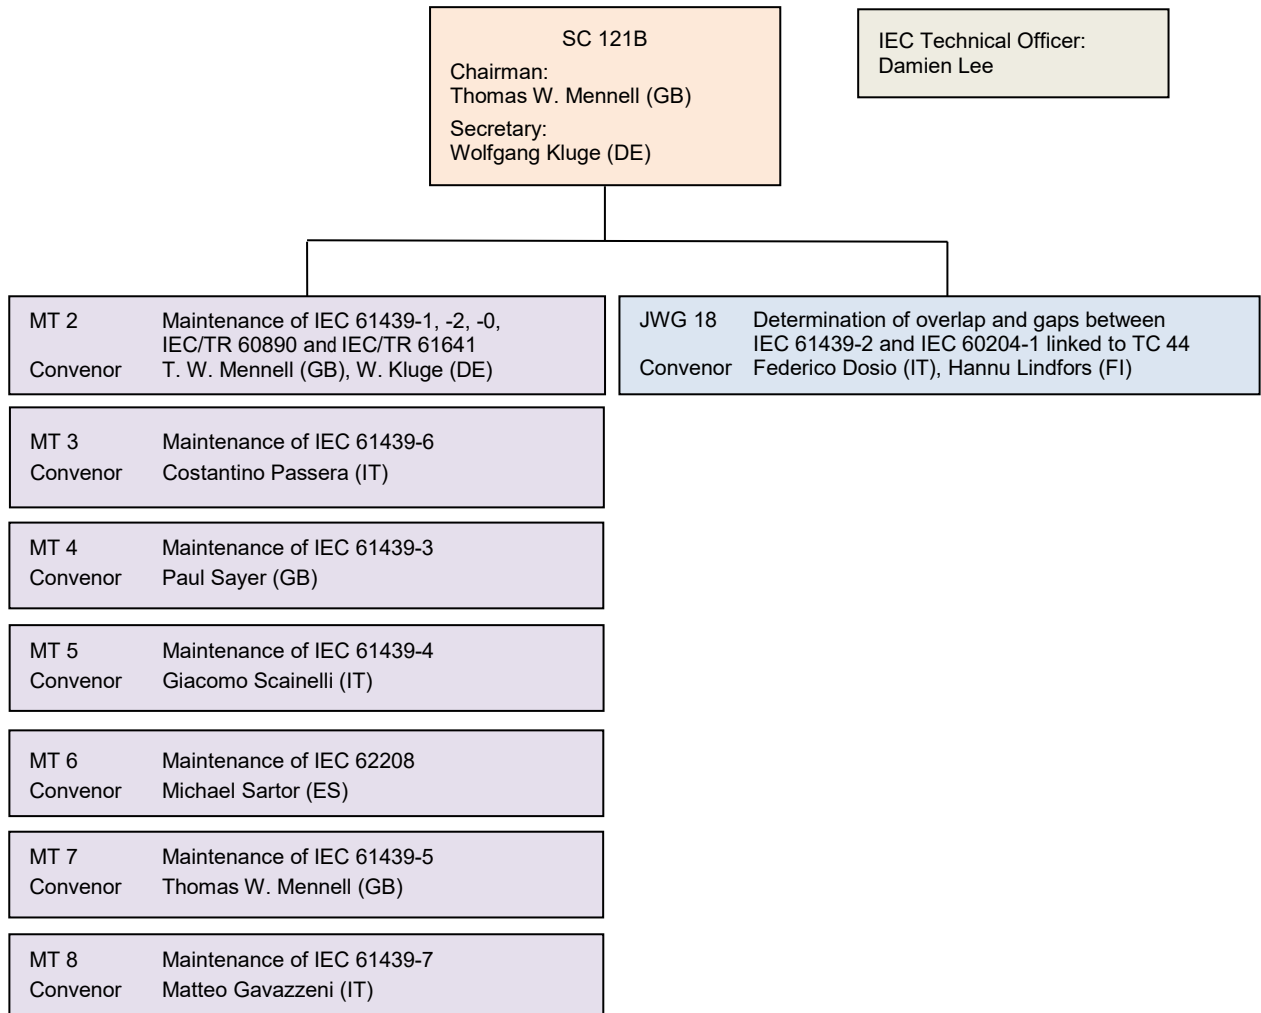 SC 121B
Chairman:
Thomas W. Mennell (GB)
Secretary:
Wolfgang Kluge (DE)
IEC Technical Officer:
Damien Lee
MT 2 Maintenance of IEC 61439-1, -2, -0,
IEC/TR 60890 and IEC/TR 61641
Convenor T. W. Mennell (GB), W. Kluge (DE)
JWG 18 Determination of overlap and gaps between
IEC 61439-2 and IEC 60204-1 linked to TC 44
Convenor Federico Dosio (IT), Hannu Lindfors (FI)
MT 3 Maintenance of IEC 61439-6
Convenor Costantino Passera (IT)
MT 4 Maintenance of IEC 61439-3
Convenor Paul Sayer (GB)
MT 5 Maintenance of IEC 61439-4
Convenor Giacomo Scainelli (IT)
MT 6 Maintenance of IEC 62208
Convenor Michael Sartor (ES)
MT 7 Maintenance of IEC 61439-5
Convenor Thomas W. Mennell (GB)
MT 8 Maintenance of IEC 61439-7
Convenor Matteo Gavazzeni (IT)